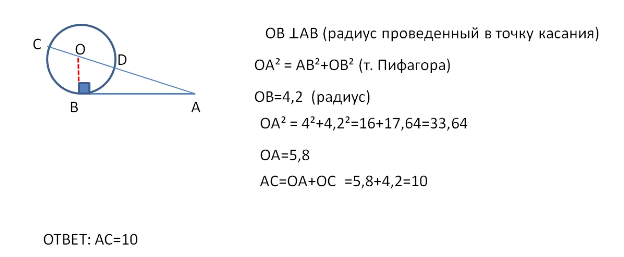 C
O
D
B
A
OB ⊥AB (радиус проведенный в точку касания)
OA² = AB²+OB² (т. Пифагора)
OB=4,2 (радиус)
OA² = 4²+4,2²=16+17,64=33,64
OA=5,8
AC=OA+OC =5,8+4,2=10
ОТВЕТ: AC=10